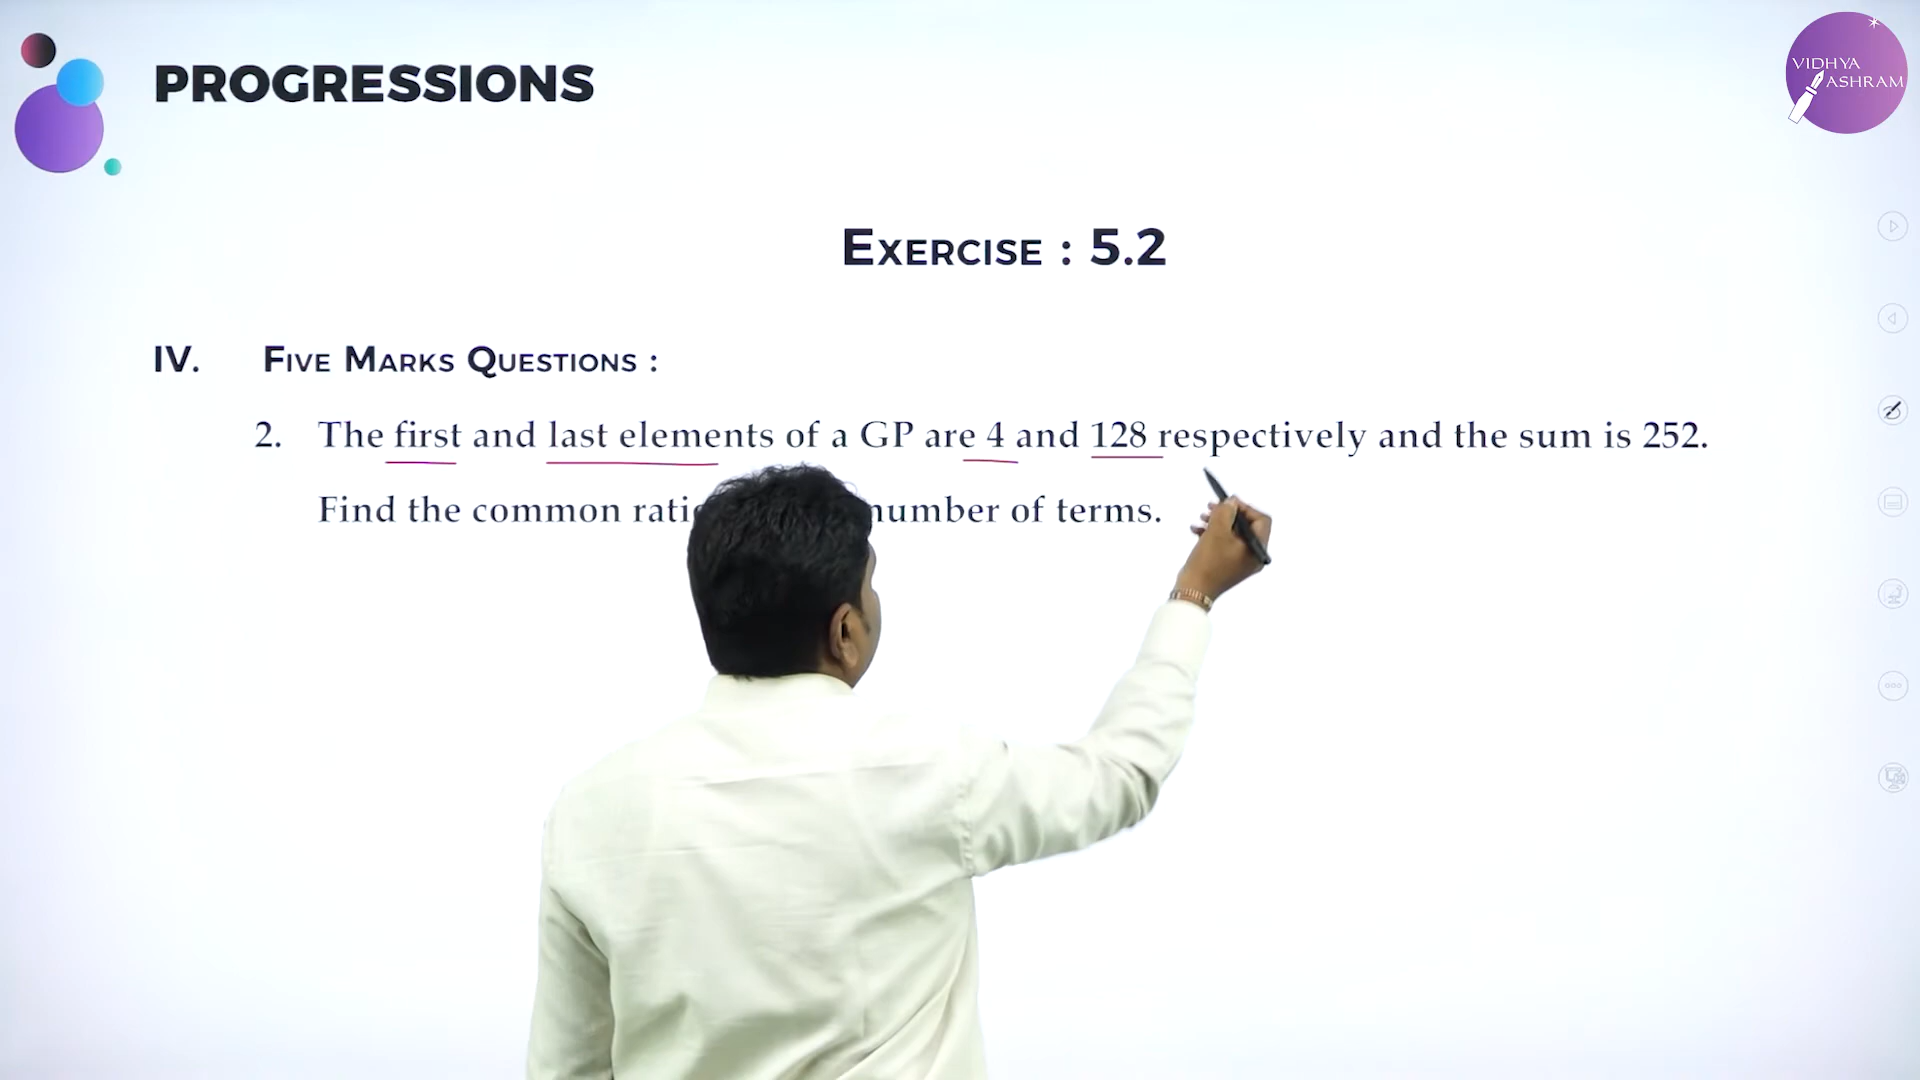 PROGRESSIONS
VIDHYA
ASHRAM
EXERCISE : 5.2
IV. FIVE MARKS QUESTIONS :
2. The first and last elements of a GP are 4 and 128 respectively and the sum is 252.
Find the common number of terms.